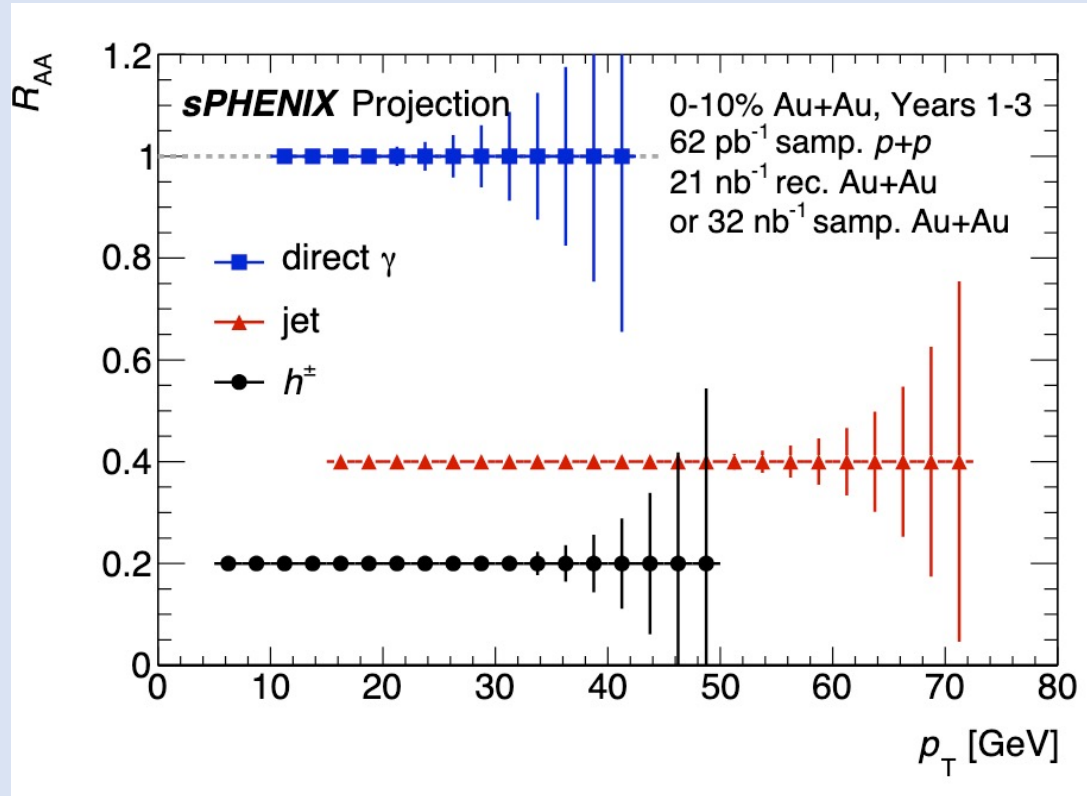 R_AA
1.2
sPHENIX Projection
0-10% Au+Au, Years 1-3
62 pb⁻¹ samp. p+p
21 nb⁻¹ rec. Au+Au
or 32 nb⁻¹ samp. Au+Au
1
0.8
direct γ
jet
0.6
h±
0.4
0.2
0
0 10 20 30 40 50 60 70 80
p_T [GeV]